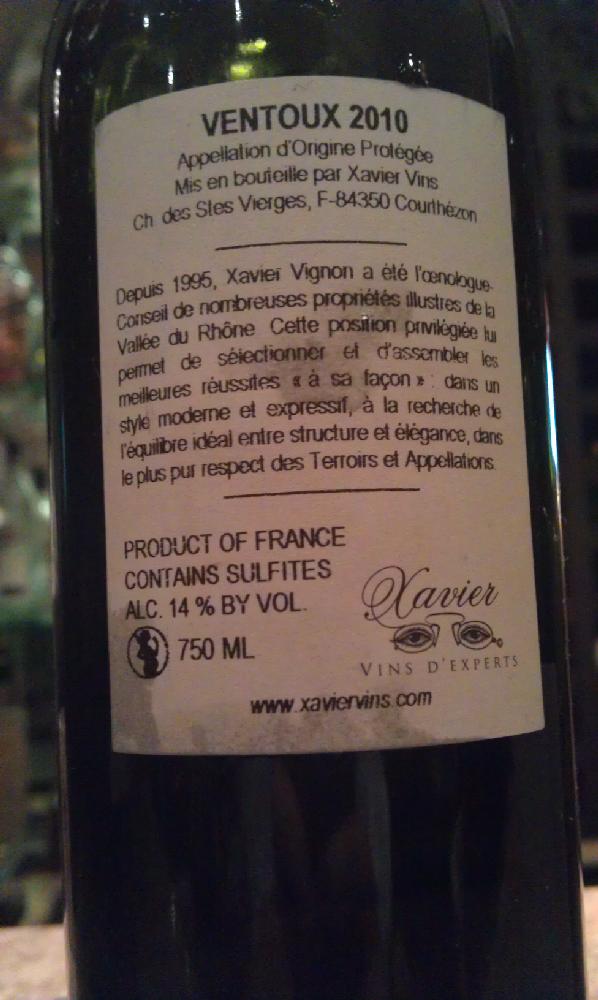 VENTOUX 2010
Appellation d'Origine Protégée
Mis en bouteille par Xavier Vins
Ch des Stes Vierges, F-84350 Courthézon
Depuis 1995, Xavier Vignon a été l'œnologue-
Conseil de nombreuses propriétés illustres de la
Vallée du Rhône Cette position privilégiée lui
permet de sélectionner et d'assembler les
meilleures réussites « à sa façon » : dans un
style moderne et expressif, à la recherche de
l'équilibre idéal entre structure et élégance, dans
le plus pur respect des Terroirs et Appellations.
PRODUCT OF FRANCE
CONTAINS SULFITES
ALC. 14 % BY VOL.
750 ML
Xavier
VINS D'EXPERTS
www.xaviervins.com